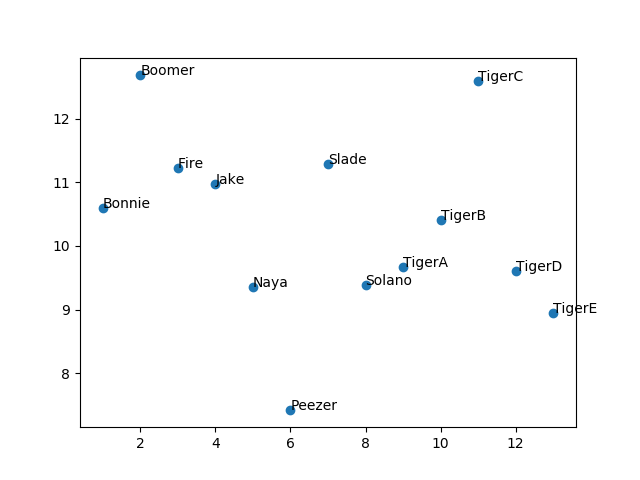 Boomer
TigerC
12
Fire
Slade
11
Jake
Bonnie
TigerB
10
TigerA
TigerD
Naya
Solano
9
TigerE
8
Peezer
2 4 6 8 10 12